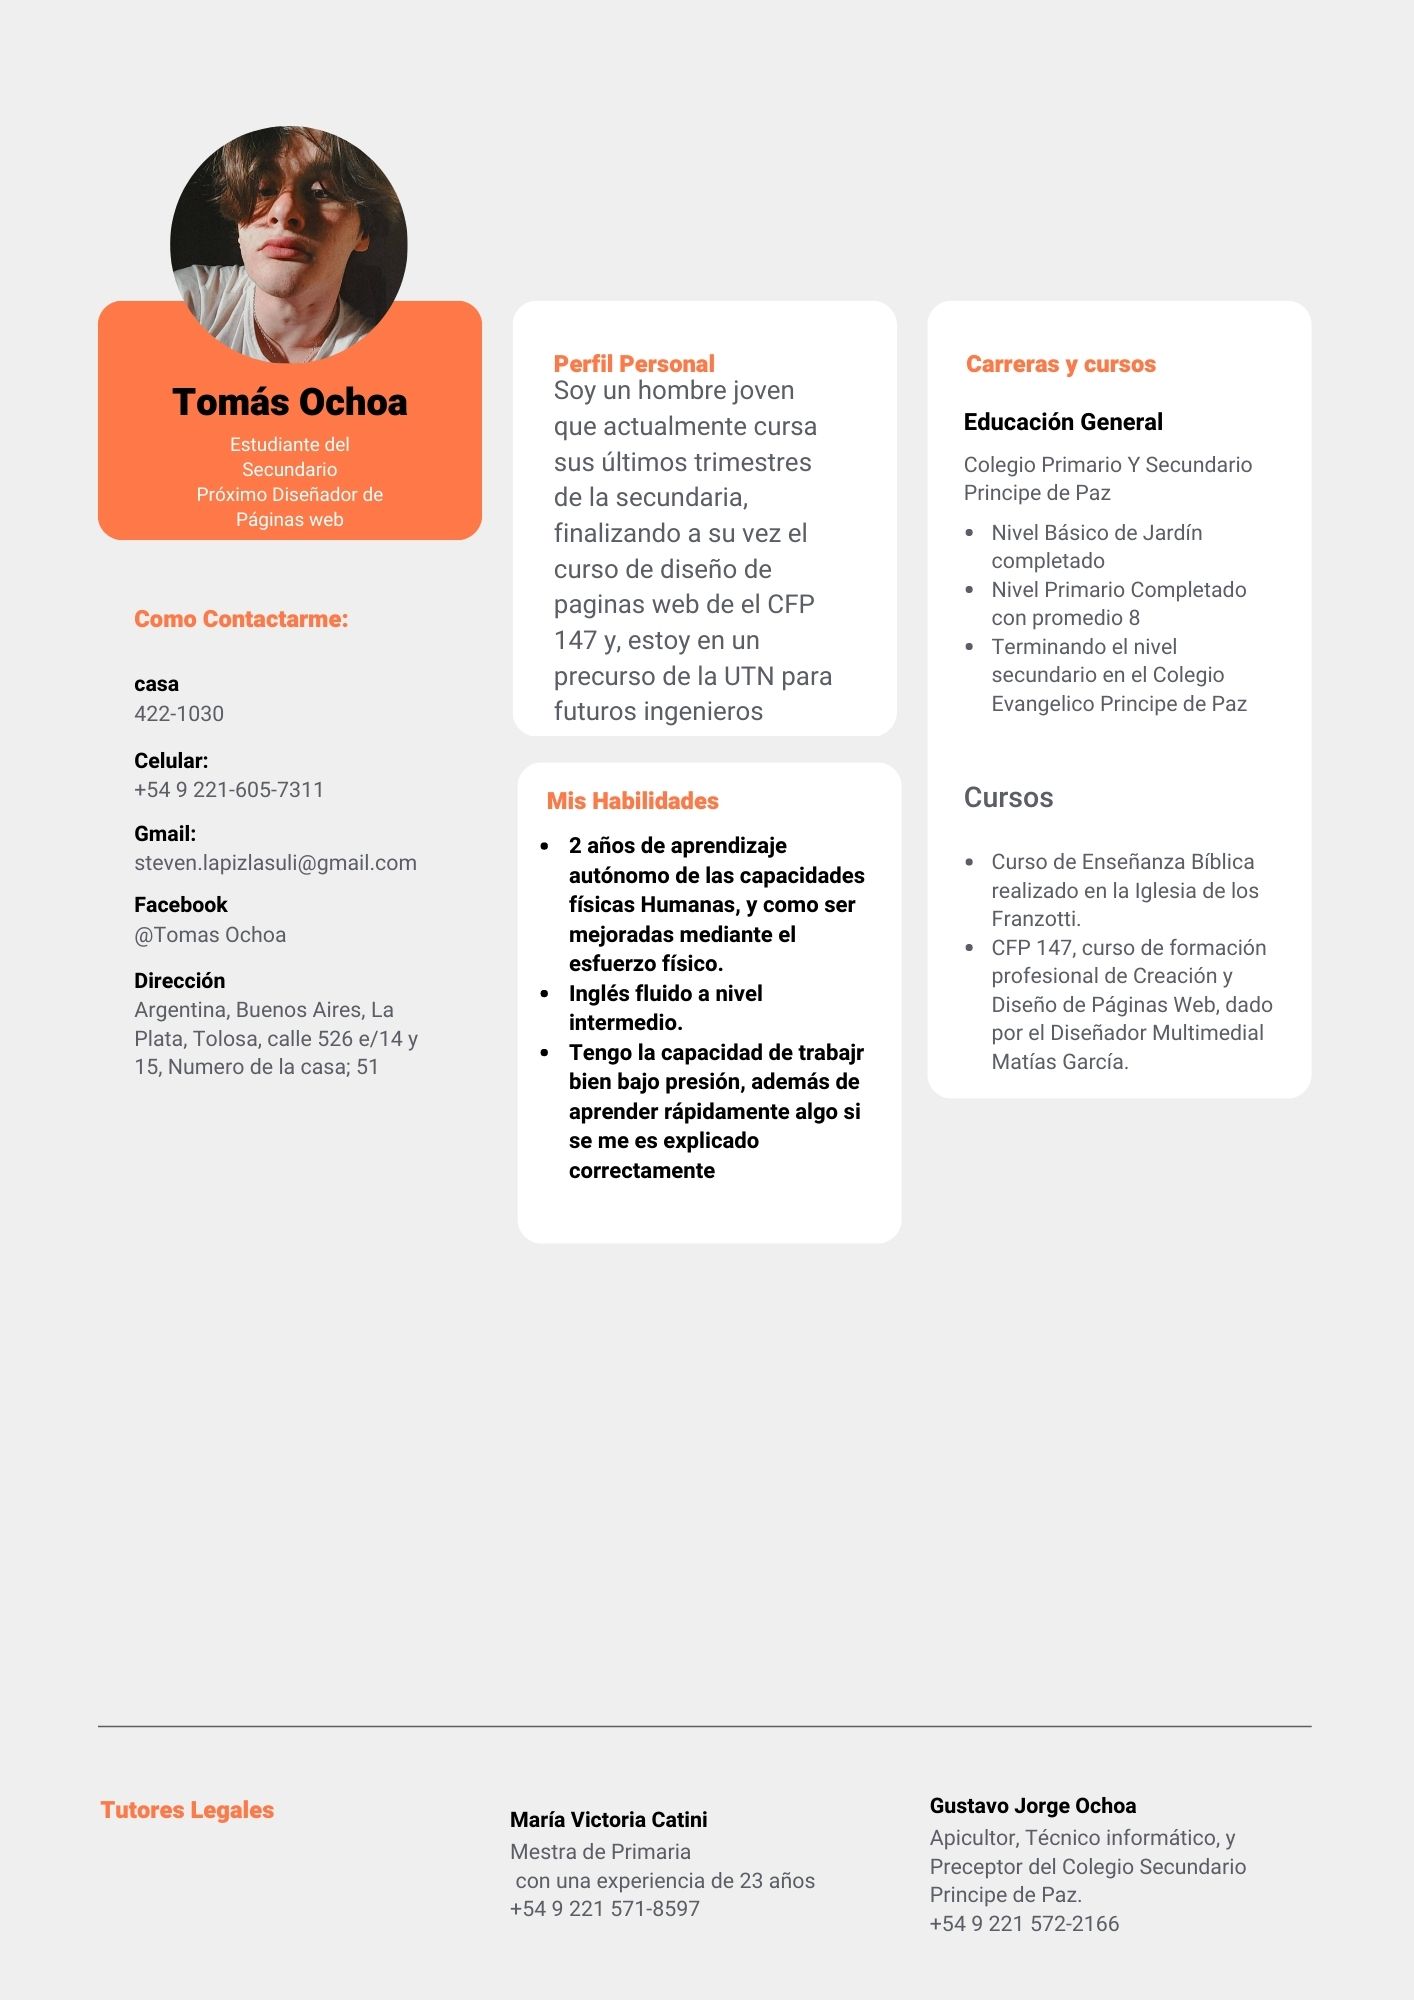 Tomás Ochoa
Estudiante del
Secundario
Próximo Diseñador de
Páginas web
Como Contactarme:
casa
422-1030
Celular:
+54 9 221-605-7311
Gmail:
steven.lapizlasuli@gmail.com
Facebook
@Tomas Ochoa
Dirección
Argentina, Buenos Aires, La
Plata, Tolosa, calle 526 e/14 y
15, Numero de la casa; 51
Perfil Personal
Soy un hombre joven
que actualmente cursa
sus últimos trimestres
de la secundaria,
finalizando a su vez el
curso de diseño de
paginas web de el CFP
147 y, estoy en un
precurso de la UTN para
futuros ingenieros
Mis Habilidades
• 2 años de aprendizaje
autónomo de las capacidades
físicas Humanas, y como ser
mejoradas mediante el
esfuerzo físico.
• Inglés fluido a nivel
intermedio.
• Tengo la capacidad de trabajr
bien bajo presión, además de
aprender rápidamente algo si
se me es explicado
correctamente
Carreras y cursos
Educación General
Colegio Primario Y Secundario
Principe de Paz
• Nivel Básico de Jardín
completado
• Nivel Primario Completado
con promedio 8
• Terminando el nivel
secundario en el Colegio
Evangelico Principe de Paz
Cursos
• Curso de Enseñanza Bíblica
realizado en la Iglesia de los
Franzotti.
• CFP 147, curso de formación
profesional de Creación y
Diseño de Páginas Web, dado
por el Diseñador Multimedial
Matías García.
Tutores Legales
María Victoria Catini
Mestra de Primaria
con una experiencia de 23 años
+54 9 221 571-8597
Gustavo Jorge Ochoa
Apicultor, Técnico informático, y
Preceptor del Colegio Secundario
Principe de Paz.
+54 9 221 572-2166